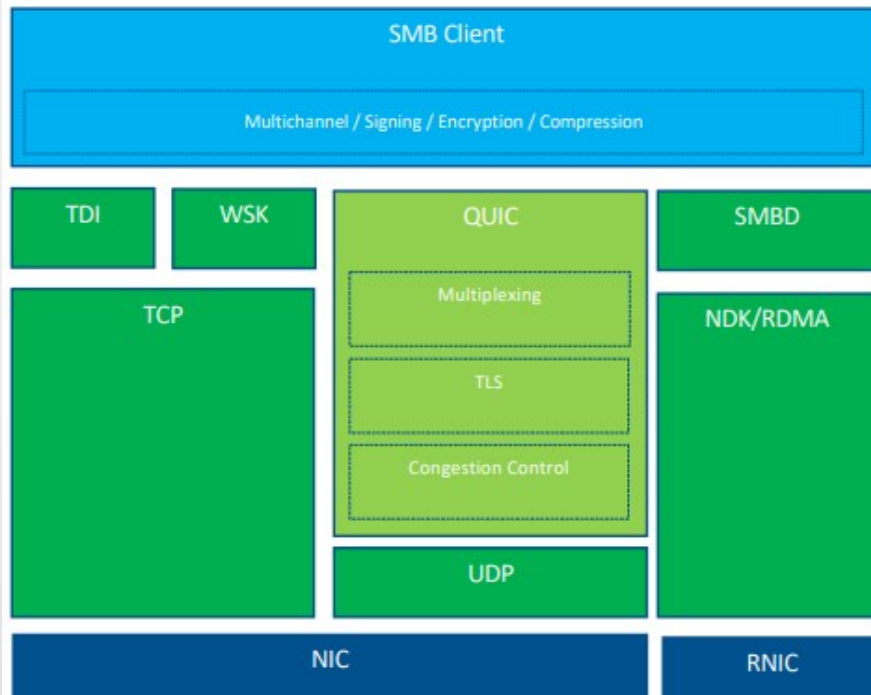 SMB Client
Multichannel / Signing / Encryption / Compression
TDI
WSK
QUIC
SMBD
Multiplexing
TCP
NDK/RDMA
TLS
Congestion Control
UDP
NIC
RNIC